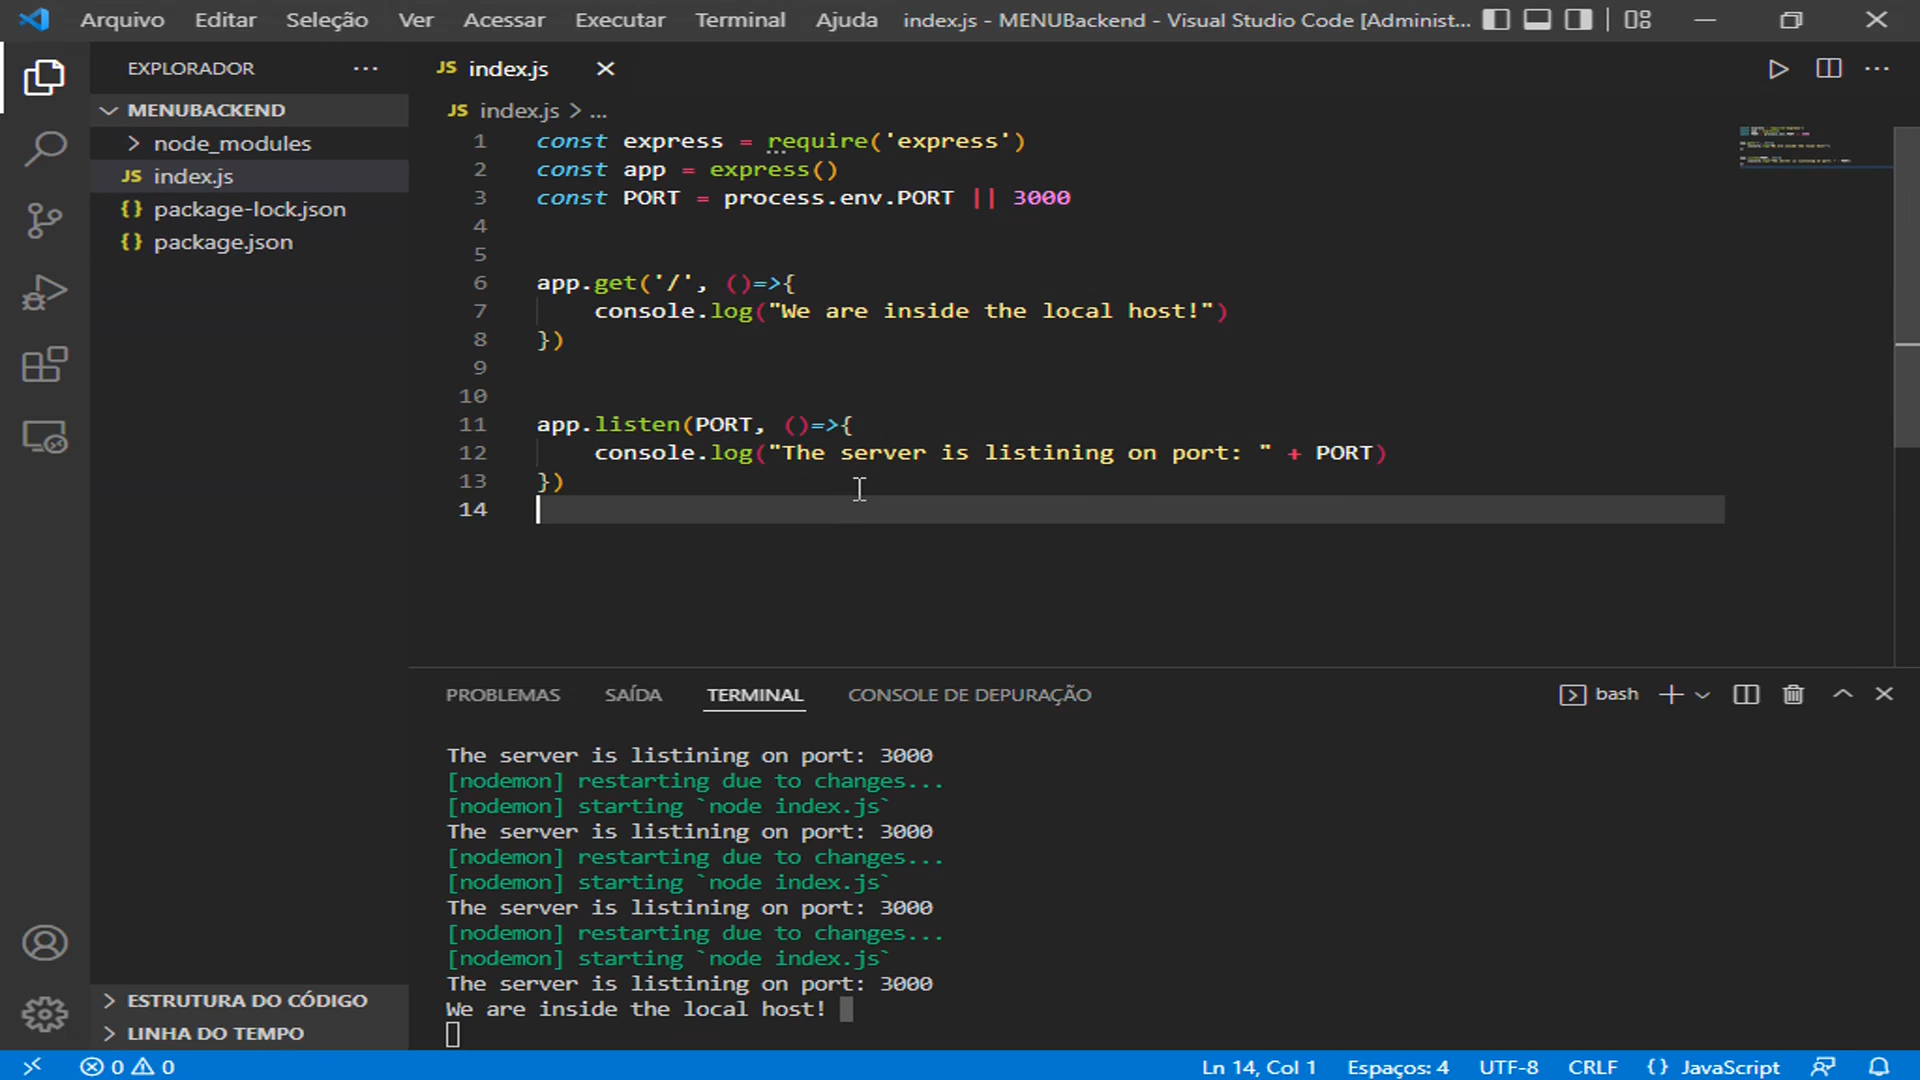 Arquivo Editar Seleção Ver Acessar Executar Terminal Ajuda index.js - MENUBackend - Visual Studio Code [Administ...
EXPLORADOR ...
MENUBACKEND
node_modules
JS index.js
{} package-lock.json
{} package.json
ESTRUTURA DO CÓDIGO
LINHA DO TEMPO
JS index.js
JS index.js > ...
1 const express = require('express')
2 const app = express()
3 const PORT = process.env.PORT || 3000
4
5
6 app.get('/', ()=>{
7 console.log("We are inside the local host!")
8 })
9
10
11 app.listen(PORT, ()=>{
12 console.log("The server is listining on port: " + PORT)
13 })
14
PROBLEMAS SAÍDA TERMINAL CONSOLE DE DEPURAÇÃO bash
The server is listining on port: 3000
[nodemon] restarting due to changes...
[nodemon] starting `node index.js`
The server is listining on port: 3000
[nodemon] restarting due to changes...
[nodemon] starting `node index.js`
The server is listining on port: 3000
[nodemon] restarting due to changes...
[nodemon] starting `node index.js`
The server is listining on port: 3000
We are inside the local host!
0 0 Ln 14, Col 1 Espaços: 4 UTF-8 CRLF {} JavaScript